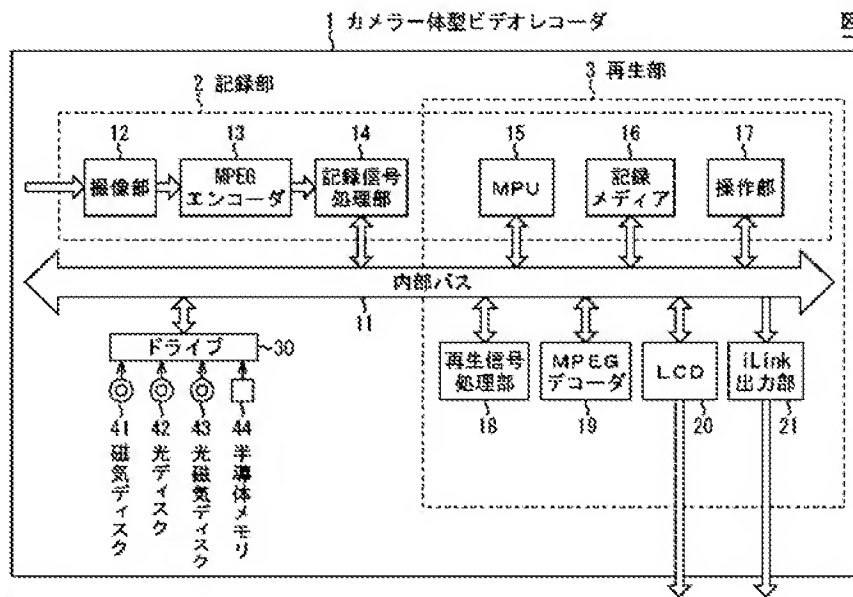 1 カメラ一体型ビデオレコーダ
図
2 記録部
3 再生部
12
13
14
15
16
17
撮像部
MPEG
エンコーダ
記録信号
処理部
MPU
記録
メディア
操作部
内部バス
11
ドライブ
30
再生信号
処理部
MPEG
デコーダ
LCD
iLink
出力部
18
19
20
21
41
42
43
44
磁気ディスク
光ディスク
光磁気ディスク
半導体メモリ